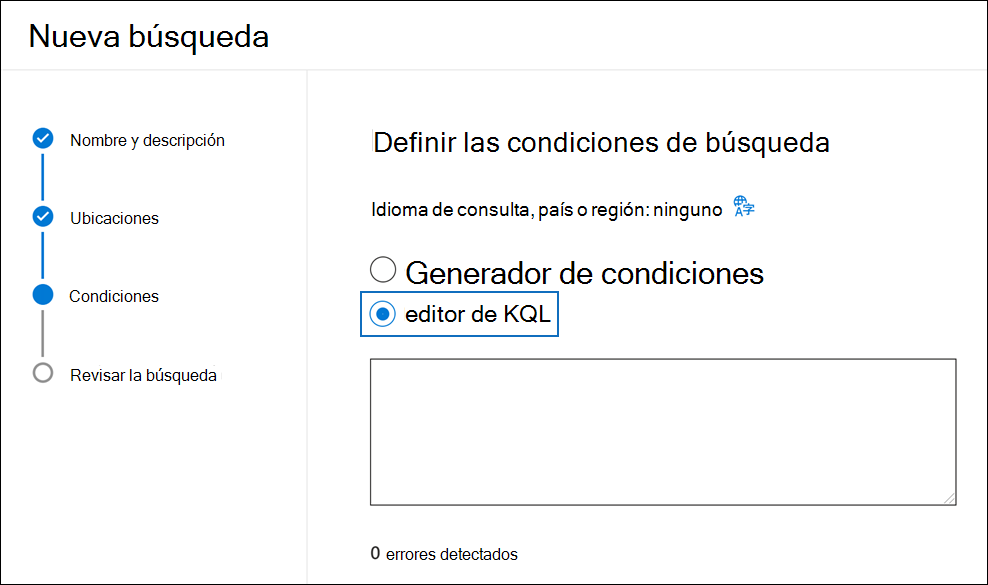 Nueva búsqueda
Nombre y descripción
Ubicaciones
Condiciones
Revisar la búsqueda
Definir las condiciones de búsqueda
Idioma de consulta, país o región: ninguno
Generador de condiciones
editor de KQL
0 errores detectados